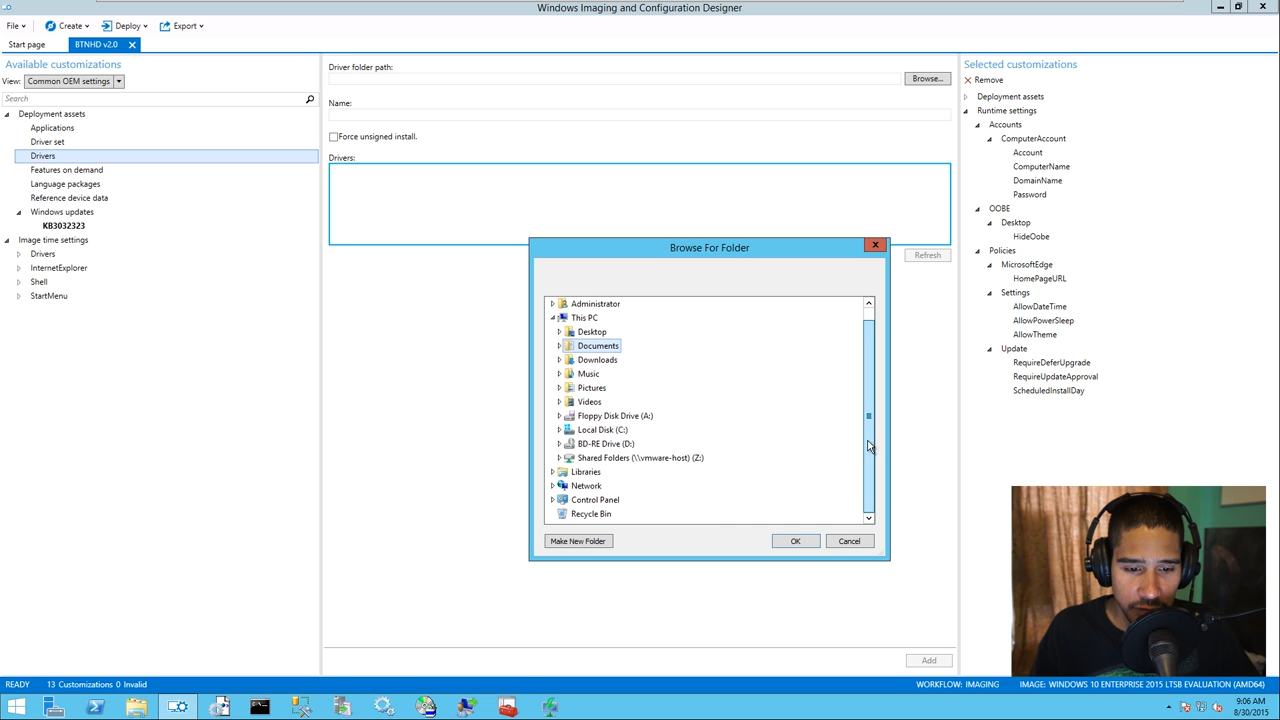 Windows Imaging and Configuration Designer
File Create Deploy Export
Start page BTNHD v2.0
Available customizations
View: Common OEM settings
Search
Deployment assets
Applications
Driver set
Drivers
Features on demand
Language packages
Reference device data
Windows updates
KB3032323
Image time settings
Drivers
InternetExplorer
Shell
StartMenu
Driver folder path:
Browse...
Name:
Force unsigned install.
Drivers:
Refresh
Browse For Folder
Administrator
This PC
Desktop
Documents
Downloads
Music
Pictures
Videos
Floppy Disk Drive (A:)
Local Disk (C:)
BD-RE Drive (D:)
Shared Folders (\\vmware-host) (Z:)
Libraries
Network
Control Panel
Recycle Bin
Make New Folder OK Cancel
Add
Selected customizations
Remove
Deployment assets
Runtime settings
Accounts
ComputerAccount
Account
ComputerName
DomainName
Password
OOBE
Desktop
HideOobe
Policies
MicrosoftEdge
HomePageURL
Settings
AllowDateTime
AllowPowerSleep
AllowTheme
Update
RequireDeferUpgrade
RequireUpdateApproval
ScheduledInstallDay
READY 13 Customizations 0 Invalid WORKFLOW: IMAGING IMAGE: WINDOWS 10 ENTERPRISE 2015 LTSB EVALUATION (AMD64)
9:06 AM
8/30/2015